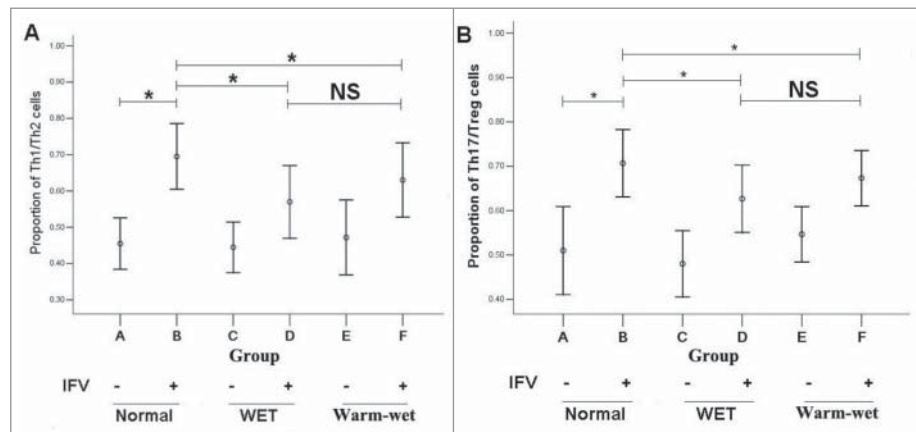 A
Proportion of Th1/Th2 cells
1.00
0.90
0.80
0.70
0.60
0.50
0.40
0.30
*
*
*
NS
A B C D E F
Group
IFV - + - + - +
Normal WET Warm-wet
B
Proportion of Th17/Treg cells
1.00
0.90
0.80
0.70
0.60
0.50
0.40
*
*
*
NS
A B C D E F
Group
IFV - + - + - +
Normal WET Warm-wet